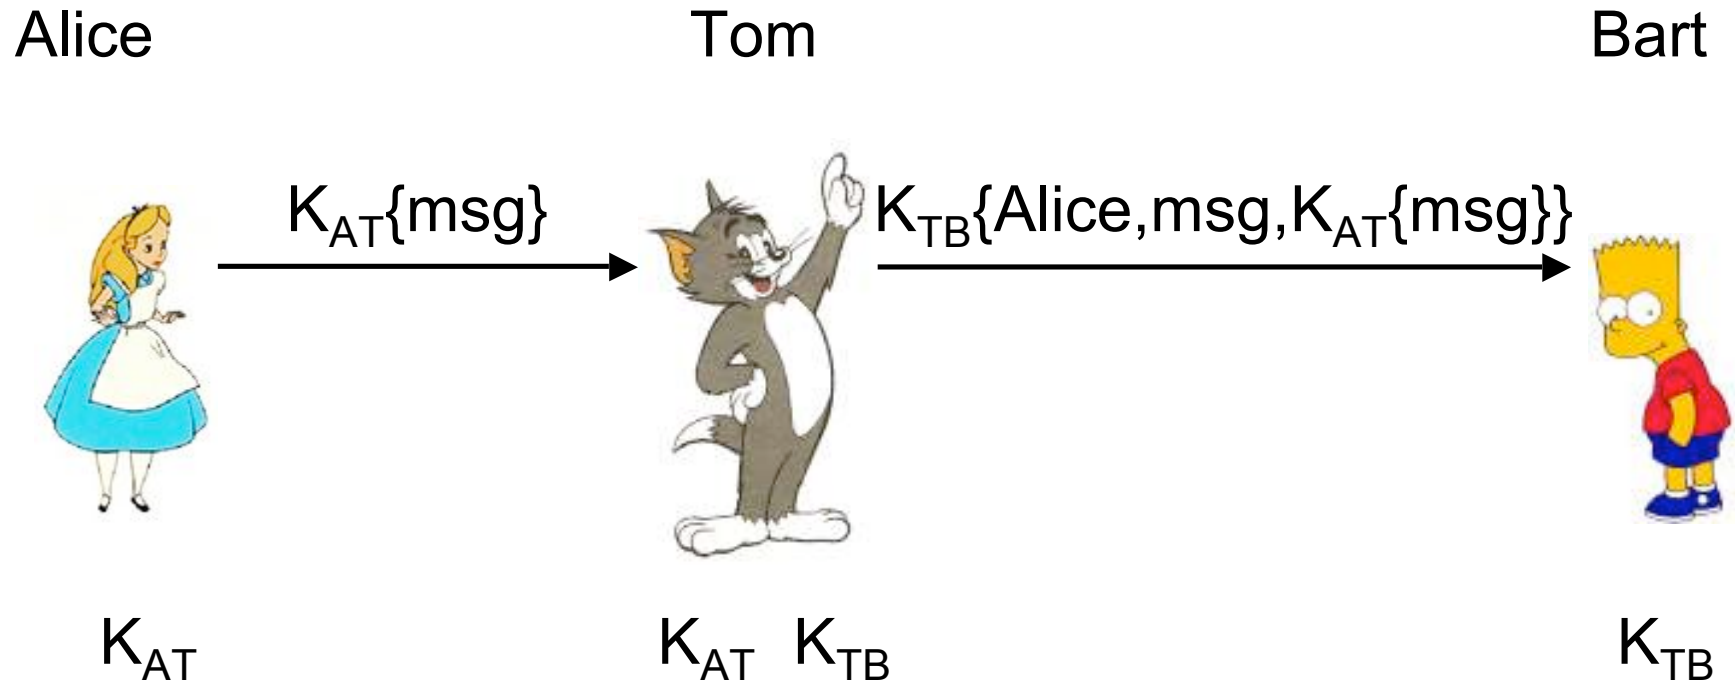 Alice Tom Bart
K_AT{msg} K_TB{Alice,msg,K_AT{msg}}
K_AT K_AT K_TB K_TB